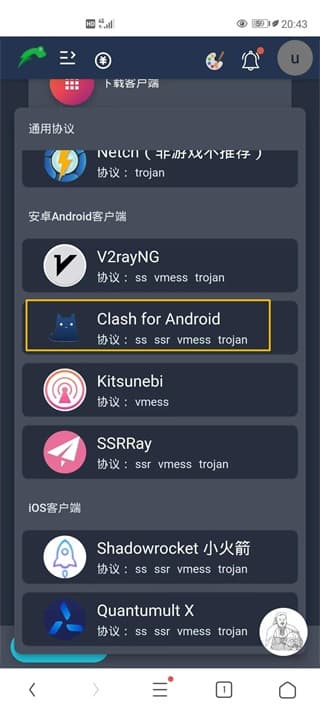 HD 4G 20:43
u
下载客户端
通用协议
Netch ( 非游戏不推荐 )
协议： trojan
安卓Android客户端
V2rayNG
协议： ss vmess trojan
Clash for Android
协议： ss ssr vmess trojan
Kitsunebi
协议： vmess
SSRRay
协议： ssr vmess trojan
iOS客户端
Shadowrocket 小火箭
协议： ss ssr vmess trojan
Quantumult X
协议： ss ssr vmess trojan
1